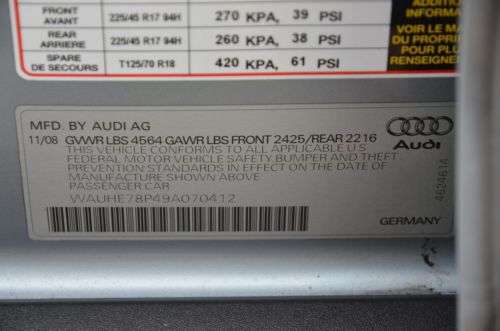 FRONT
AVANT
225/45 R17 94H
270 KPA, 39 PSI
REAR
ARRIERE
225/45 R17 94H
260 KPA, 38 PSI
SPARE
DE SECOURS
T125/70 R18
420 KPA, 61 PSI
INFORMA
VOIR LE MA
DU
PLUS
RENSEIGNEM
MFD. BY AUDI AG
11/08 GVWR LBS 4564 GAWR LBS FRONT 2425/REAR 2216
THIS VEHICLE CONFORMS TO ALL APPLICABLE U.S
FEDERAL MOTOR VEHICLE SAFETY BUMPER AND THEFT
PREVENTION STANDARDS IN EFFECT ON THE DATE OF
MANUFACTURE SHOWN ABOVE.
PASSENGER CAR
WAUHE78P49A070412
Audi
4624614
GERMANY